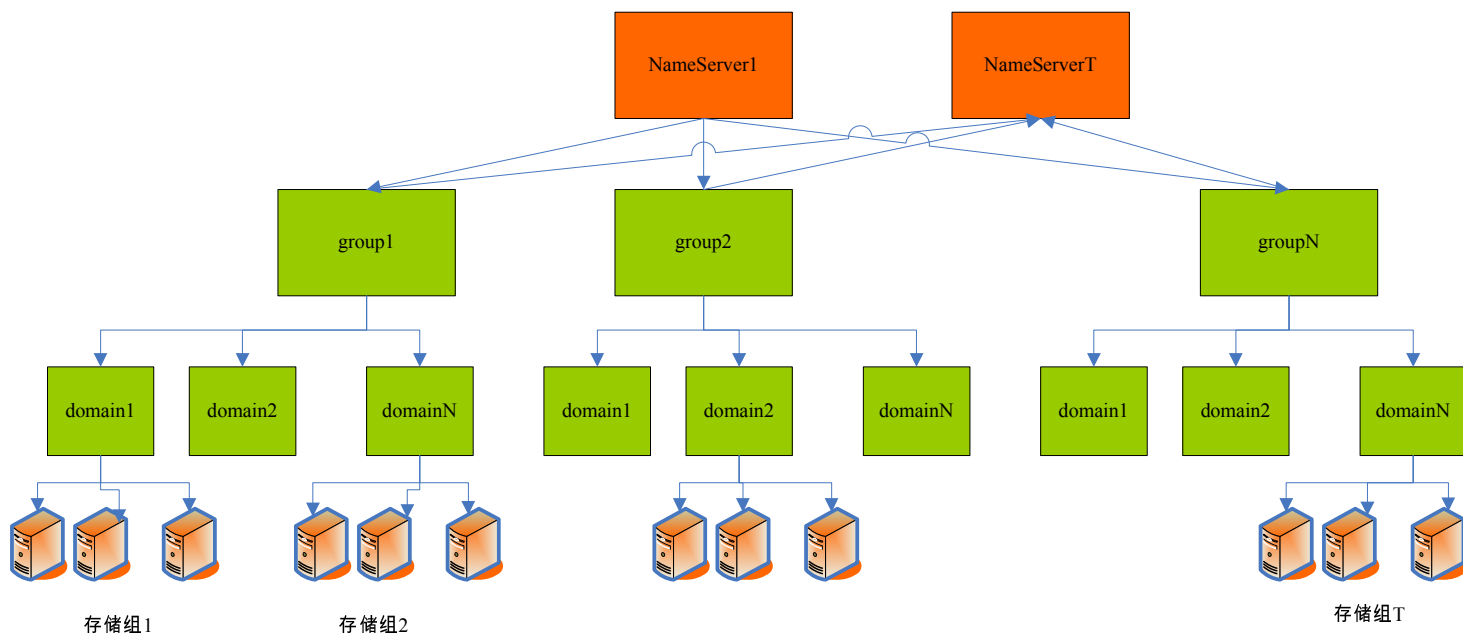 NameServer1
NameServerT
group1
group2
groupN
domain1
domain2
domainN
domain1
domain2
domainN
domain1
domain2
domainN
存储组1
存储组2
存储组T